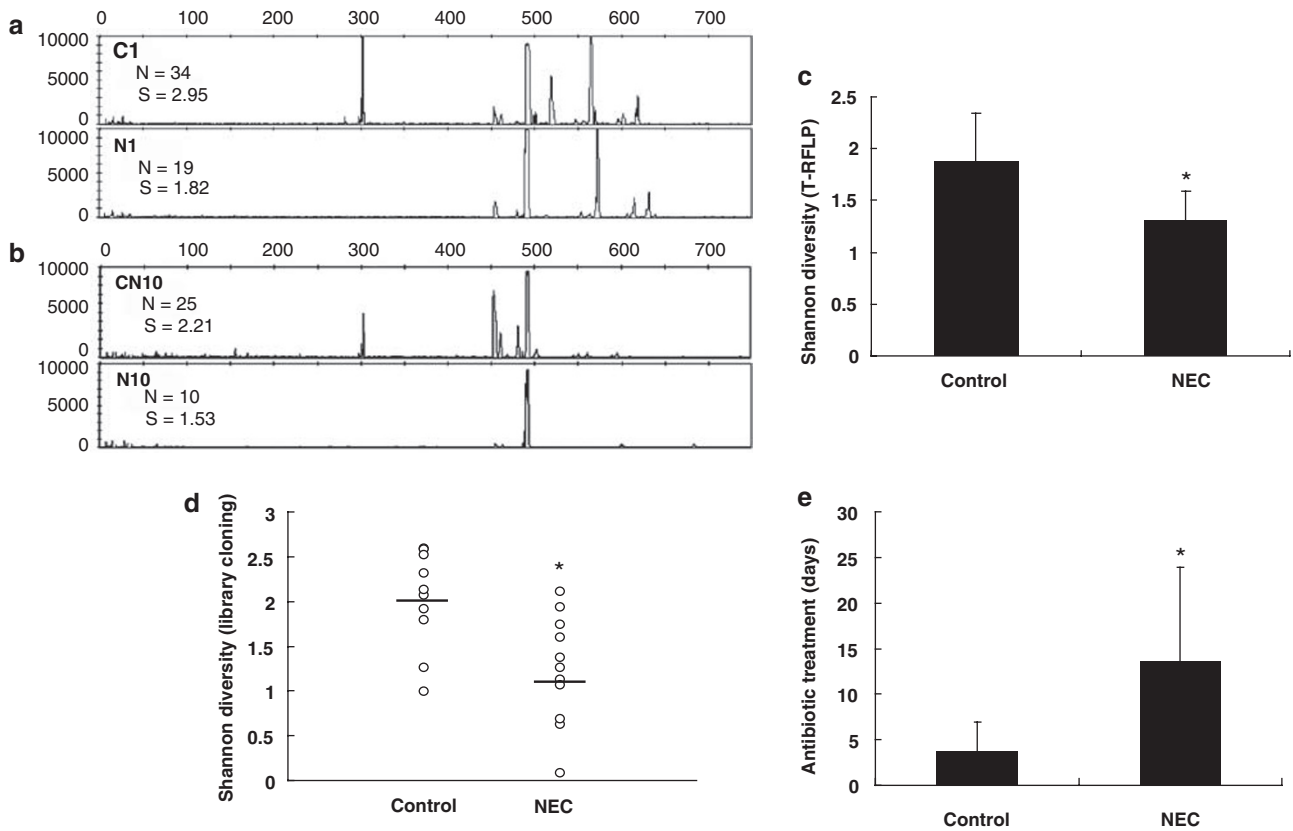 a
0 100 200 300 400 500 600 700
10000
5000
0
C1
N = 34
S = 2.95
10000
5000
0
N1
N = 19
S = 1.82
b
0 100 200 300 400 500 600 700
10000
5000
0
CN10
N = 25
S = 2.21
10000
5000
0
N10
N = 10
S = 1.53
c
Shannon diversity (T-RFLP)
2.5
2
1.5
1
0.5
0
*
Control NEC
d
Shannon diversity (library cloning)
3
2.5
2
1.5
1
0.5
0
*
Control NEC
e
Antibiotic treatment (days)
30
25
20
15
10
5
0
*
Control NEC